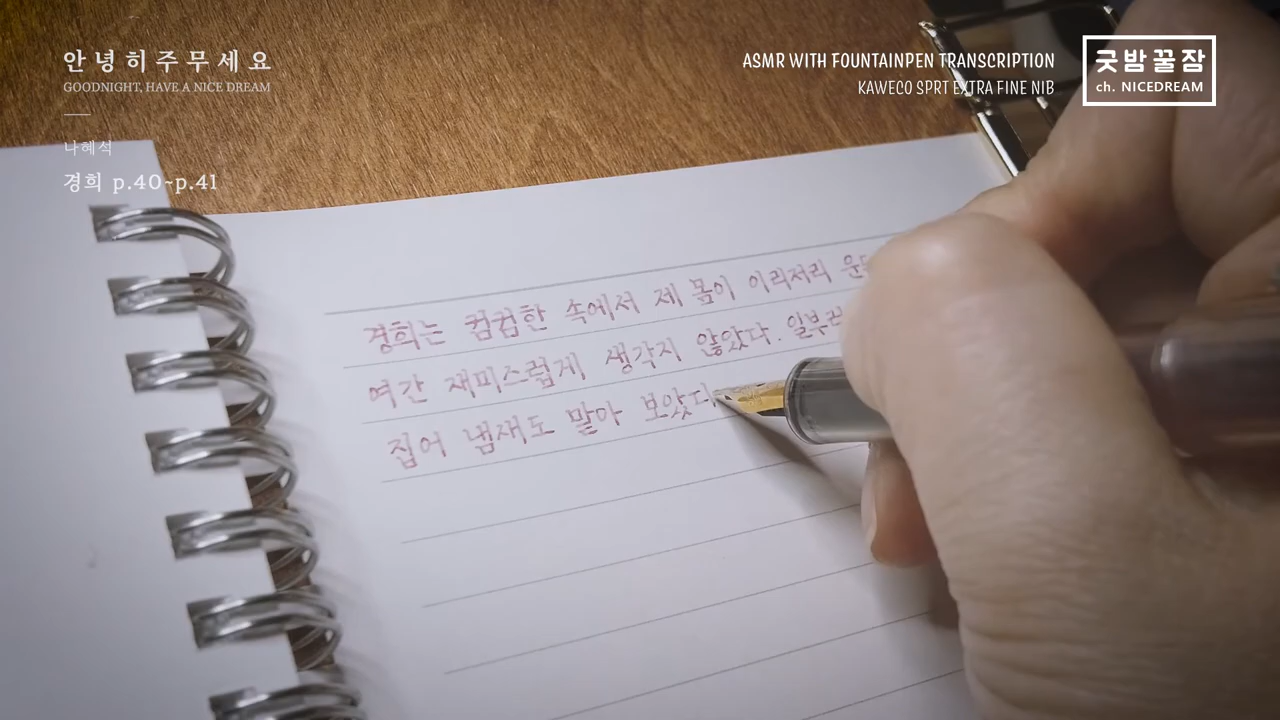 안녕히주무세요
GOODNIGHT, HAVE A NICE DREAM
나혜석
경희 p.40~p.41
ASMR WITH FOUNTAINPEN TRANSCRIPTION
KAWECO SPRT EXTRA FINE NIB
굿밤꿀잠
ch. NICEDREAM
경희는 컴컴한 속에서 제 몸이 이리저리
여간 재미스럽게 생각지 않았다. 일부러
집어 냄새도 맡아 보았다